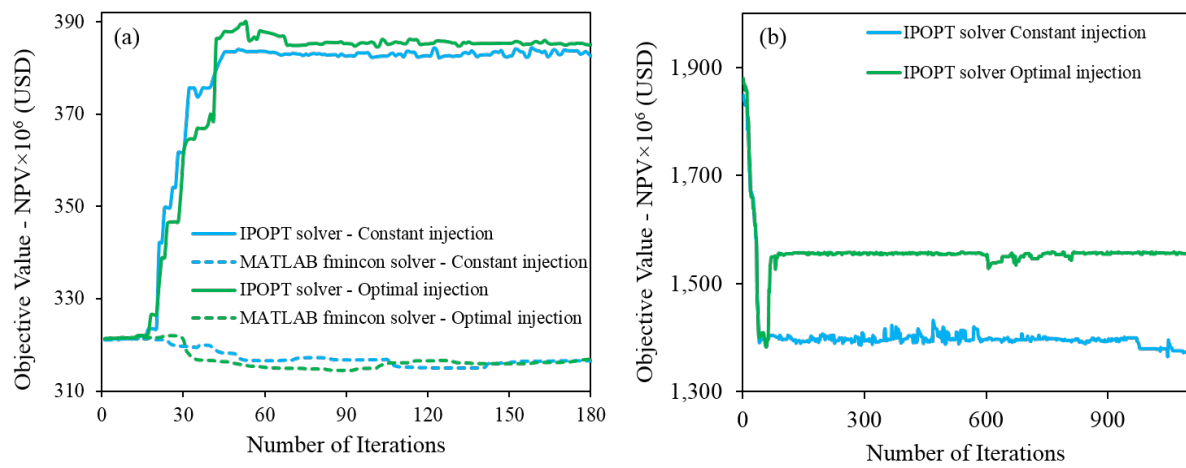 (a)
Objective Value - NPV×10⁶ (USD)
390
370
350
330
310
IPOPT solver - Constant injection
MATLAB fmincon solver - Constant injection
IPOPT solver - Optimal injection
MATLAB fmincon solver - Optimal injection
0 30 60 90 120 150 180
Number of Iterations
(b)
Objective Value - NPV×10⁶ (USD)
1,900
1,700
1,500
1,300
IPOPT solver Constant injection
IPOPT solver Optimal injection
0 300 600 900
Number of Iterations